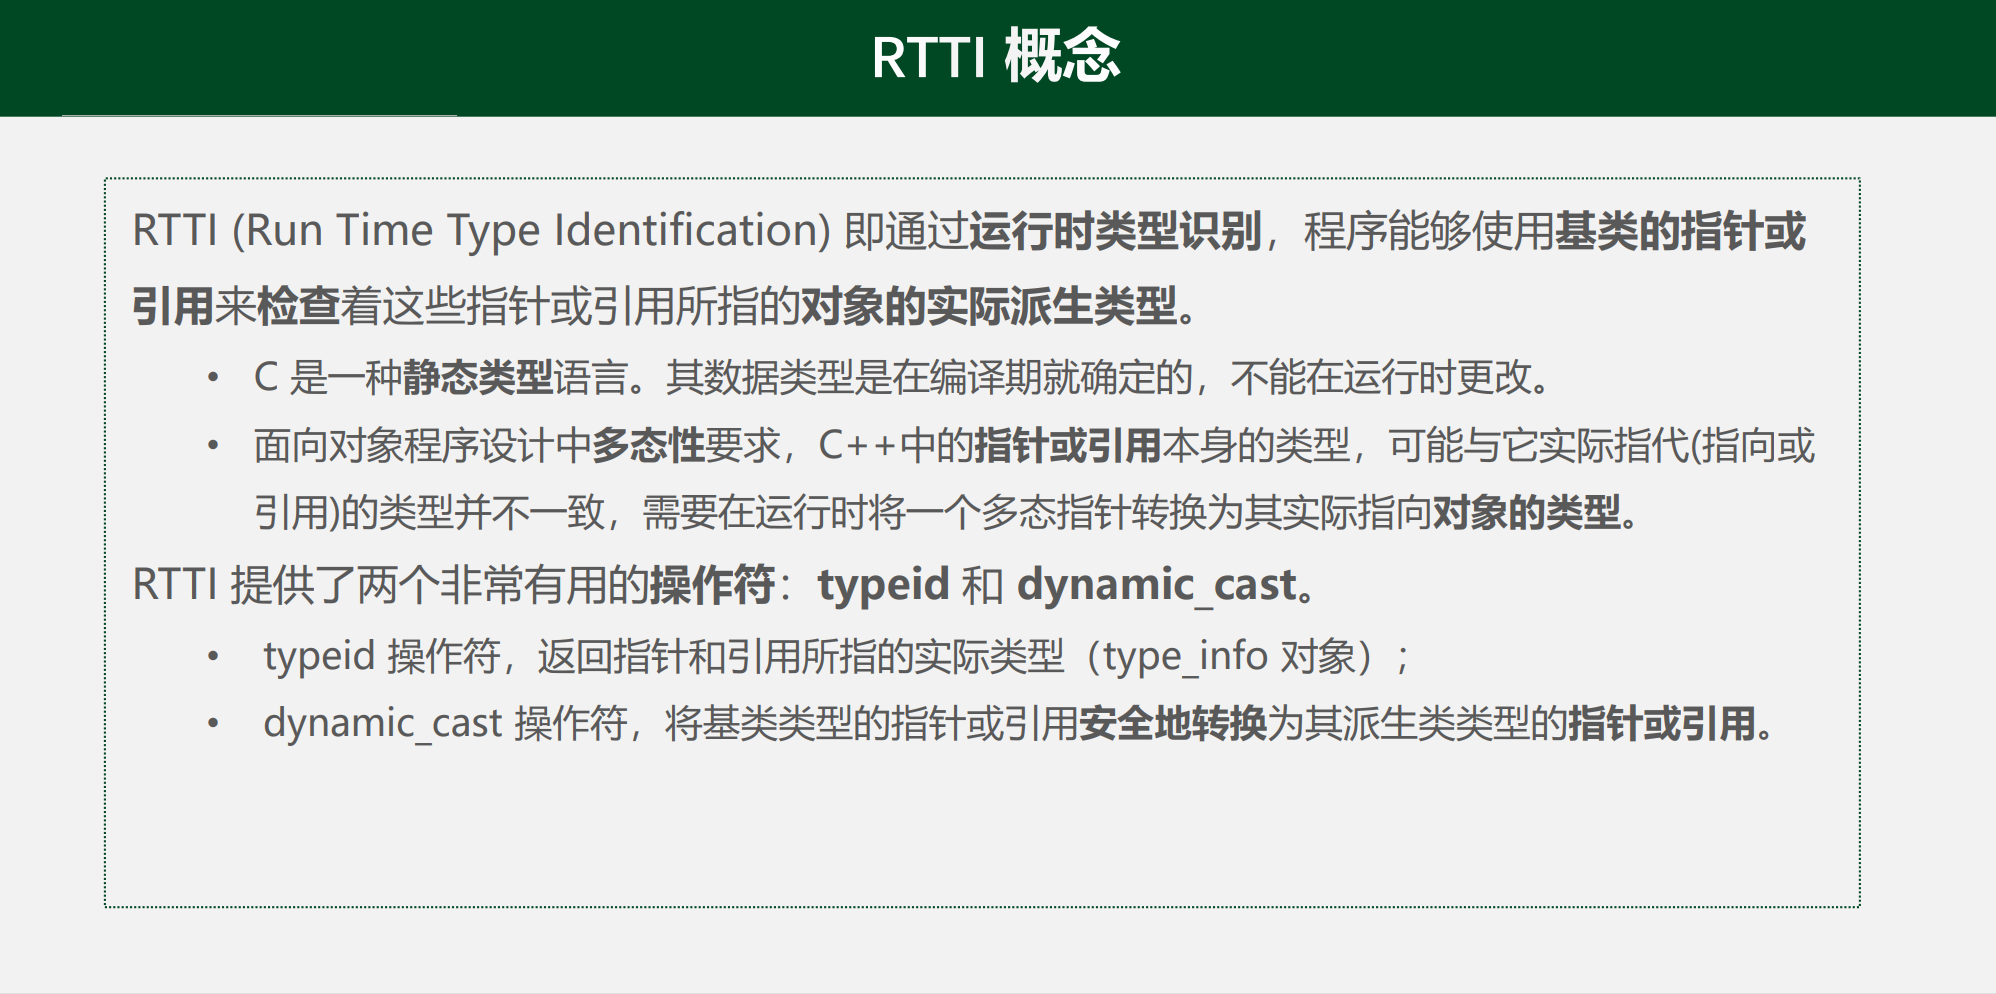 RTTI 概念
RTTI (Run Time Type Identification) 即通过运行时类型识别，程序能够使用基类的指针或
引用来检查着这些指针或引用所指的对象的实际派生类型。
• C 是一种静态类型语言。其数据类型是在编译期就确定的，不能在运行时更改。
• 面向对象程序设计中多态性要求，C++中的指针或引用本身的类型，可能与它实际指代(指向或
引用)的类型并不一致，需要在运行时将一个多态指针转换为其实际指向对象的类型。
RTTI 提供了两个非常有用的操作符：typeid 和 dynamic_cast。
• typeid 操作符，返回指针和引用所指的实际类型（type_info 对象）；
• dynamic_cast 操作符，将基类类型的指针或引用安全地转换为其派生类类型的指针或引用。